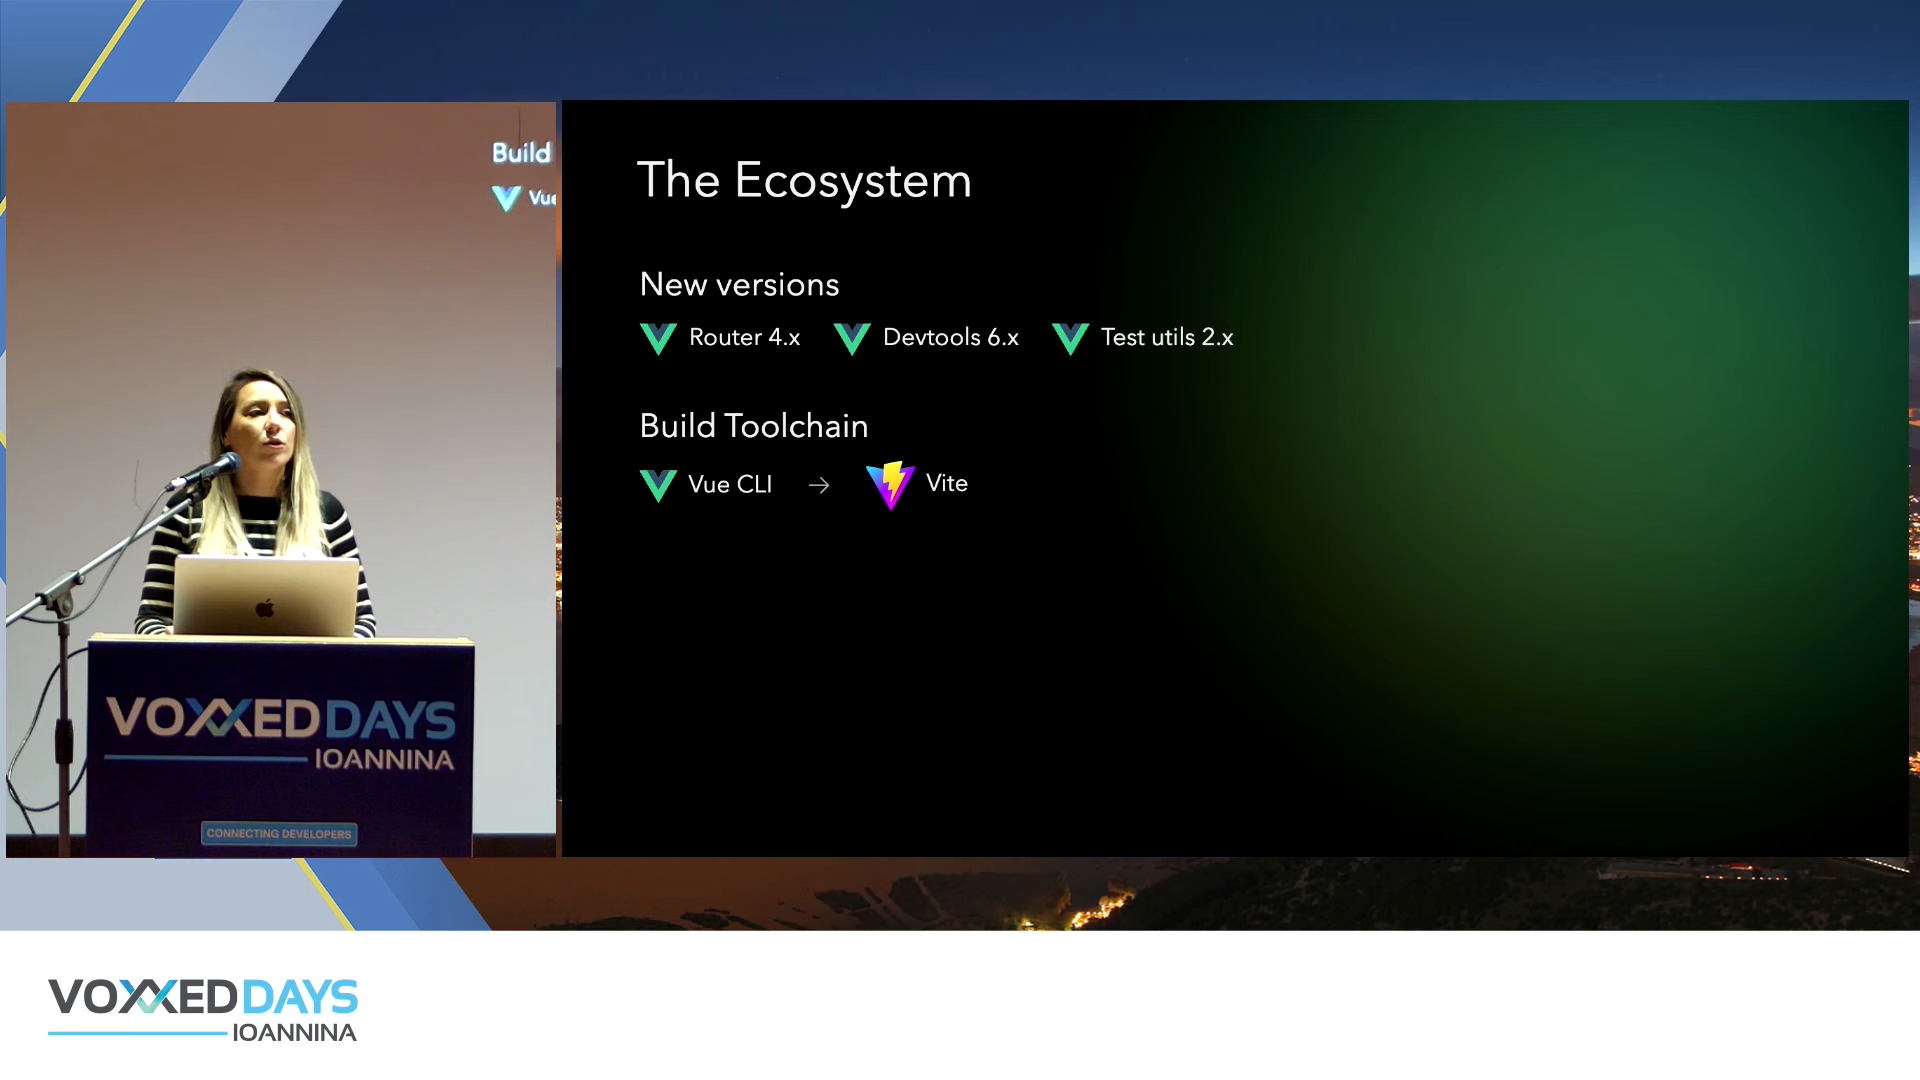 Build
Vue
The Ecosystem
New versions
Router 4.x Devtools 6.x Test utils 2.x
Build Toolchain
Vue CLI → Vite
VOXXEDDAYS
IOANNINA
CONNECTING DEVELOPERS
VOXXEDDAYS
IOANNINA